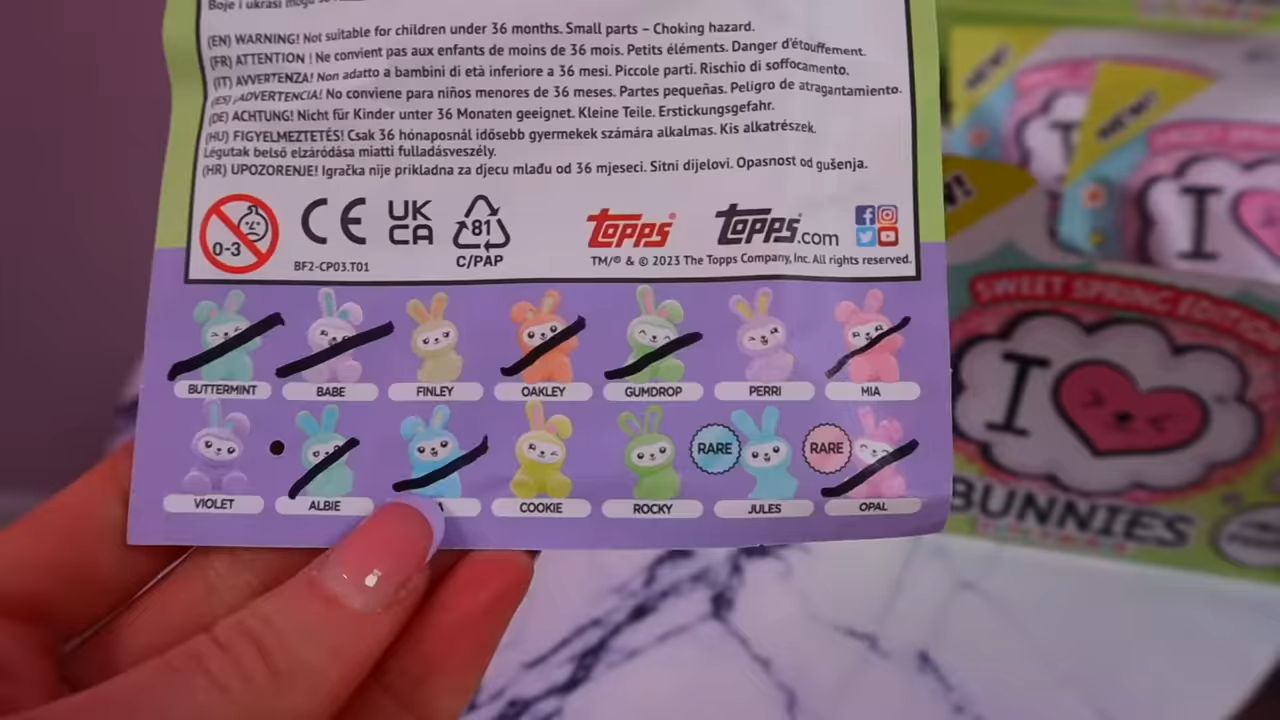 Boje i ukrasi mogu
(EN) WARNING! Not suitable for children under 36 months. Small parts – Choking hazard.
(FR) ATTENTION ! Ne convient pas aux enfants de moins de 36 mois. Petits éléments. Danger d'étouffement.
(IT) AVVERTENZA! Non adatto a bambini di età inferiore a 36 mesi. Piccole parti. Rischio di soffocamento.
(ES) ¡ADVERTENCIA! No conviene para niños menores de 36 meses. Partes pequeñas. Peligro de atragantamiento.
(DE) ACHTUNG! Nicht für Kinder unter 36 Monaten geeignet. Kleine Teile. Erstickungsgefahr.
(HU) FIGYELMEZTETÉS! Csak 36 hónaposnál idősebb gyermekek számára alkalmas. Kis alkatrészek.
Légutak belső elzáródása miatti fulladásveszély.
(HR) UPOZORENJE! Igračka nije prikladna za djecu mlađu od 36 mjeseci. Sitni dijelovi. Opasnost od gušenja.
0-3 CE UK CA 81 C/PAP
BF2-CP03.T01
Topps® Topps.com
TM/® & © 2023 The Topps Company, Inc. All rights reserved.
BUTTERMINT BABE FINLEY OAKLEY GUMDROP PERRI MIA
RARE RARE
VIOLET ALBIE COOKIE ROCKY JULES OPAL
NEW!
NEW!
SWEET SPRING EDITION
I
BUNNIES
I